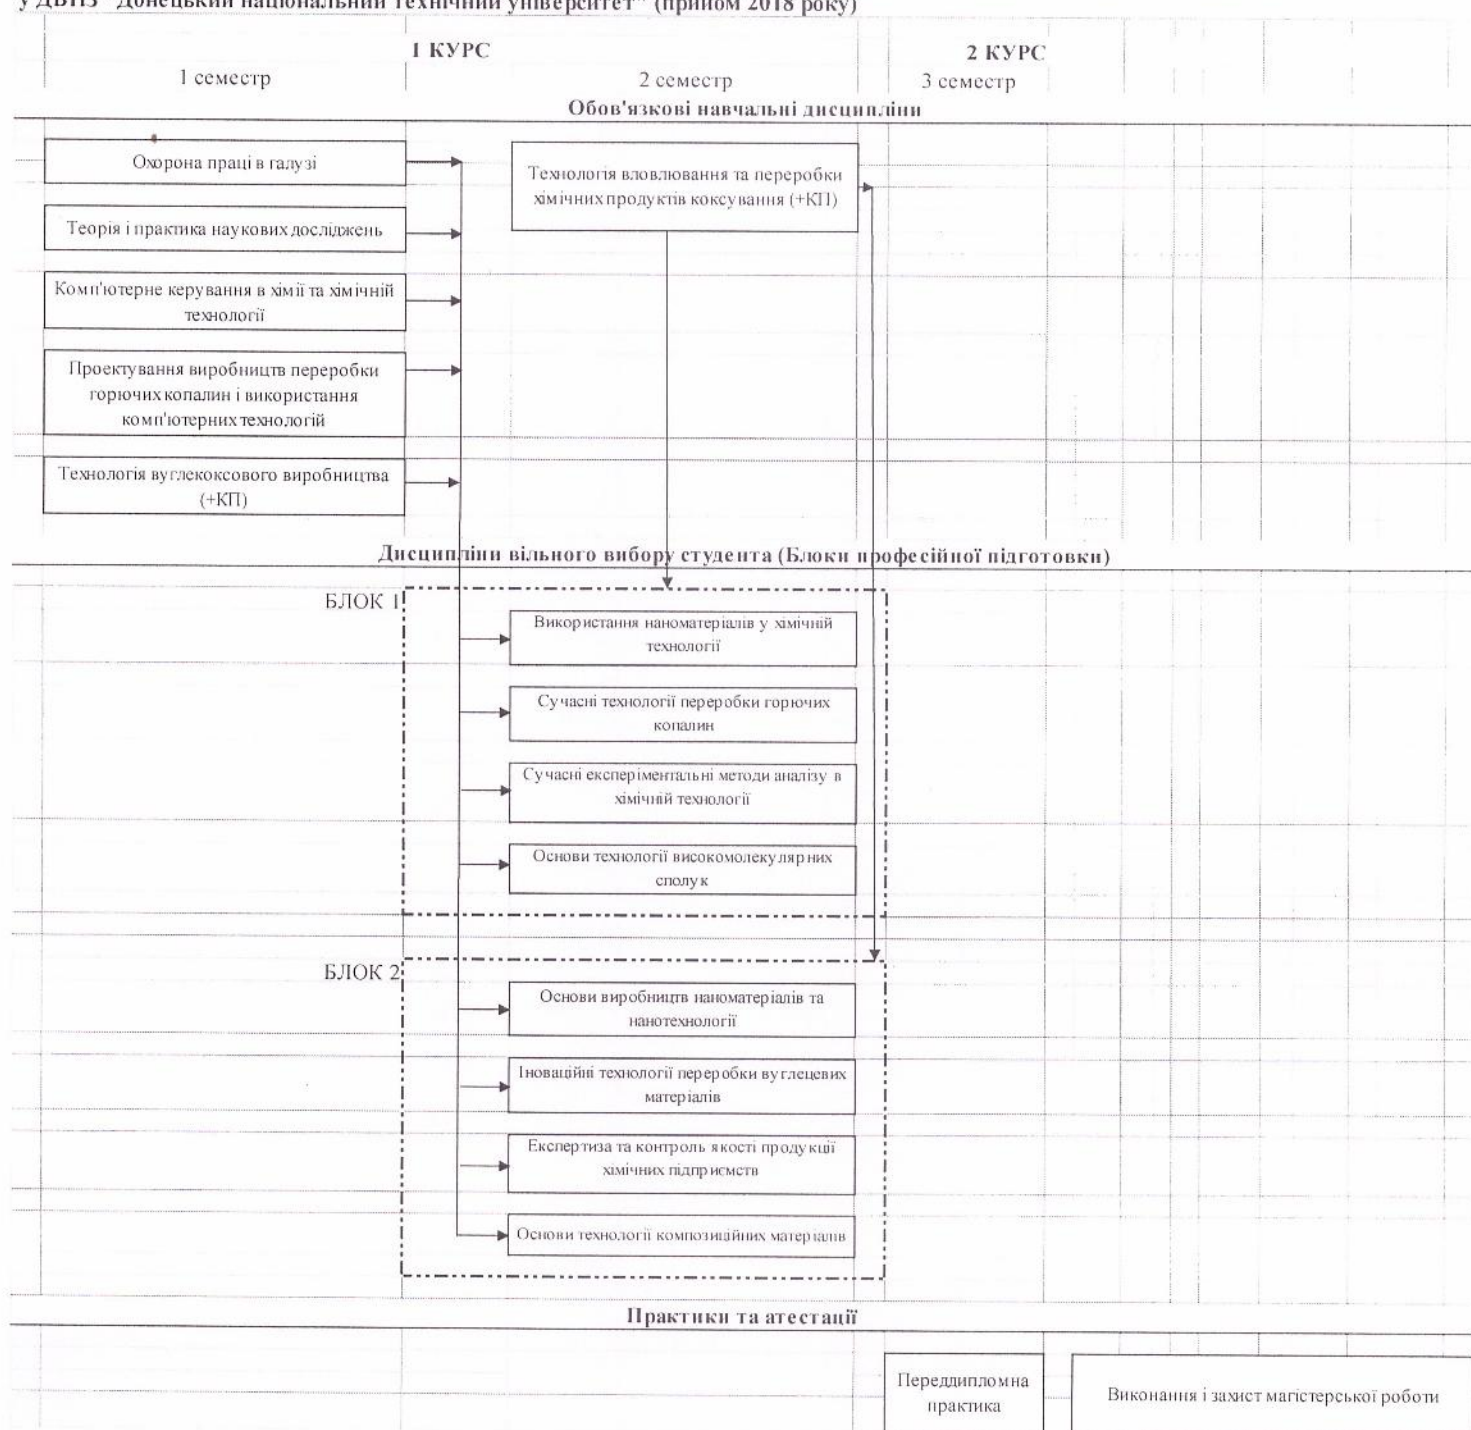 у ДВНЗ "Донецький національний технічний університет" (прийом 2018 року)
1 КУРС
2 КУРС
1 семестр
2 семестр
3 семестр
Обов'язкові навчальні дисципліни
Охорона праці в галузі
Технологія вловлювання та переробки
хімічних продуктів коксування (+КП)
Теорія і практика наукових досліджень
Комп'ютерне керування в хімії та хімічній
технології
Проектування виробництв переробки
горючих копалин і використання
комп'ютерних технологій
Технологія вуглекоксового виробництва
(+КП)
Дисципліни вільного вибору студента (Блоки професійної підготовки)
БЛОК 1
Використання наноматеріалів у хімічній
технології
Сучасні технології переробки горючих
копалин
Сучасні експеріментальні методи аналізу в
хімічній технології
Основи технології високомолекулярних
сполук
БЛОК 2
Основи виробництв наноматеріалів та
нанотехнології
Іноваційні технології переробки вуглецевих
матеріалів
Експертиза та контроль якості продукції
хімічних підприємств
Основи технології композиційних матеріалів
Практики та атестації
Переддипломна
практика
Виконання і захист магістерської роботи